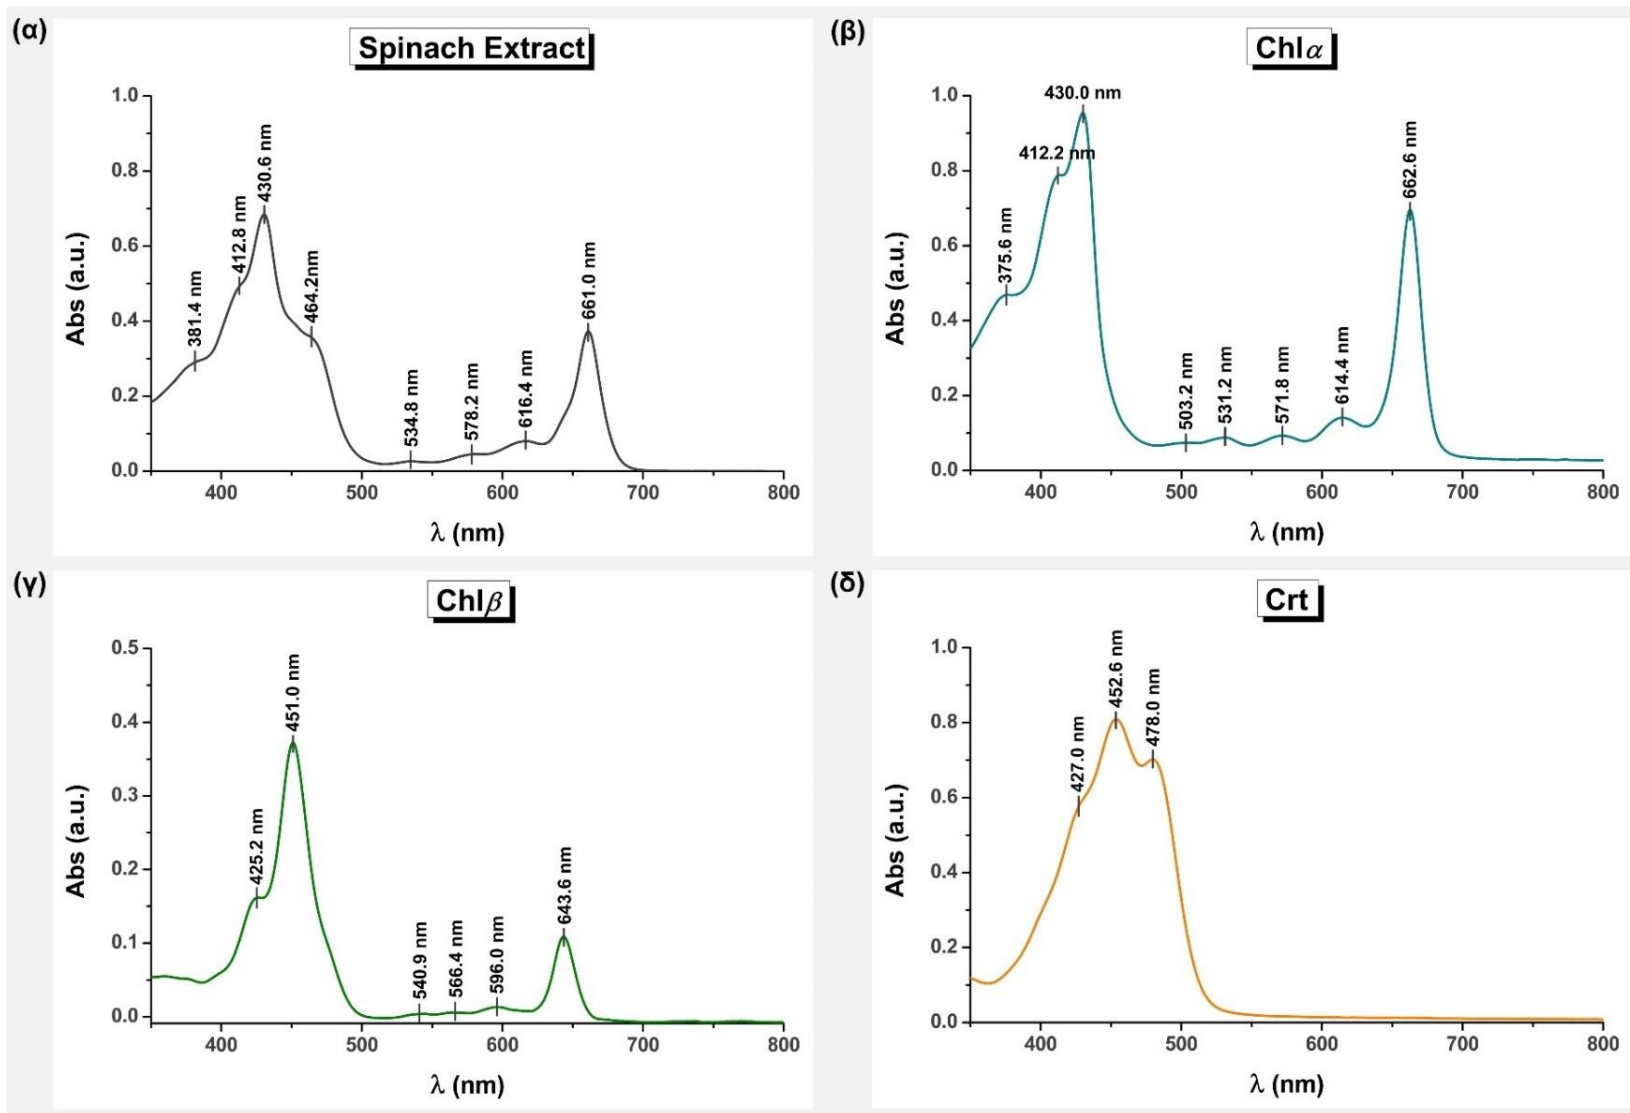 (α)
Spinach Extract
1.0
0.8
0.6
0.4
0.2
0.0
Abs (a.u.)
381.4 nm
412.8 nm
430.6 nm
464.2nm
534.8 nm
578.2 nm
616.4 nm
661.0 nm
400
500
600
700
800
λ (nm)
(β)
Chlα
1.0
0.8
0.6
0.4
0.2
0.0
Abs (a.u.)
375.6 nm
412.2 nm
430.0 nm
503.2 nm
531.2 nm
571.8 nm
614.4 nm
662.6 nm
400
500
600
700
800
λ (nm)
(γ)
Chlβ
0.5
0.4
0.3
0.2
0.1
0.0
Abs (a.u.)
425.2 nm
451.0 nm
540.9 nm
566.4 nm
596.0 nm
643.6 nm
400
500
600
700
800
λ (nm)
(δ)
Crt
1.0
0.8
0.6
0.4
0.2
0.0
Abs (a.u.)
427.0 nm
452.6 nm
478.0 nm
400
500
600
700
800
λ (nm)